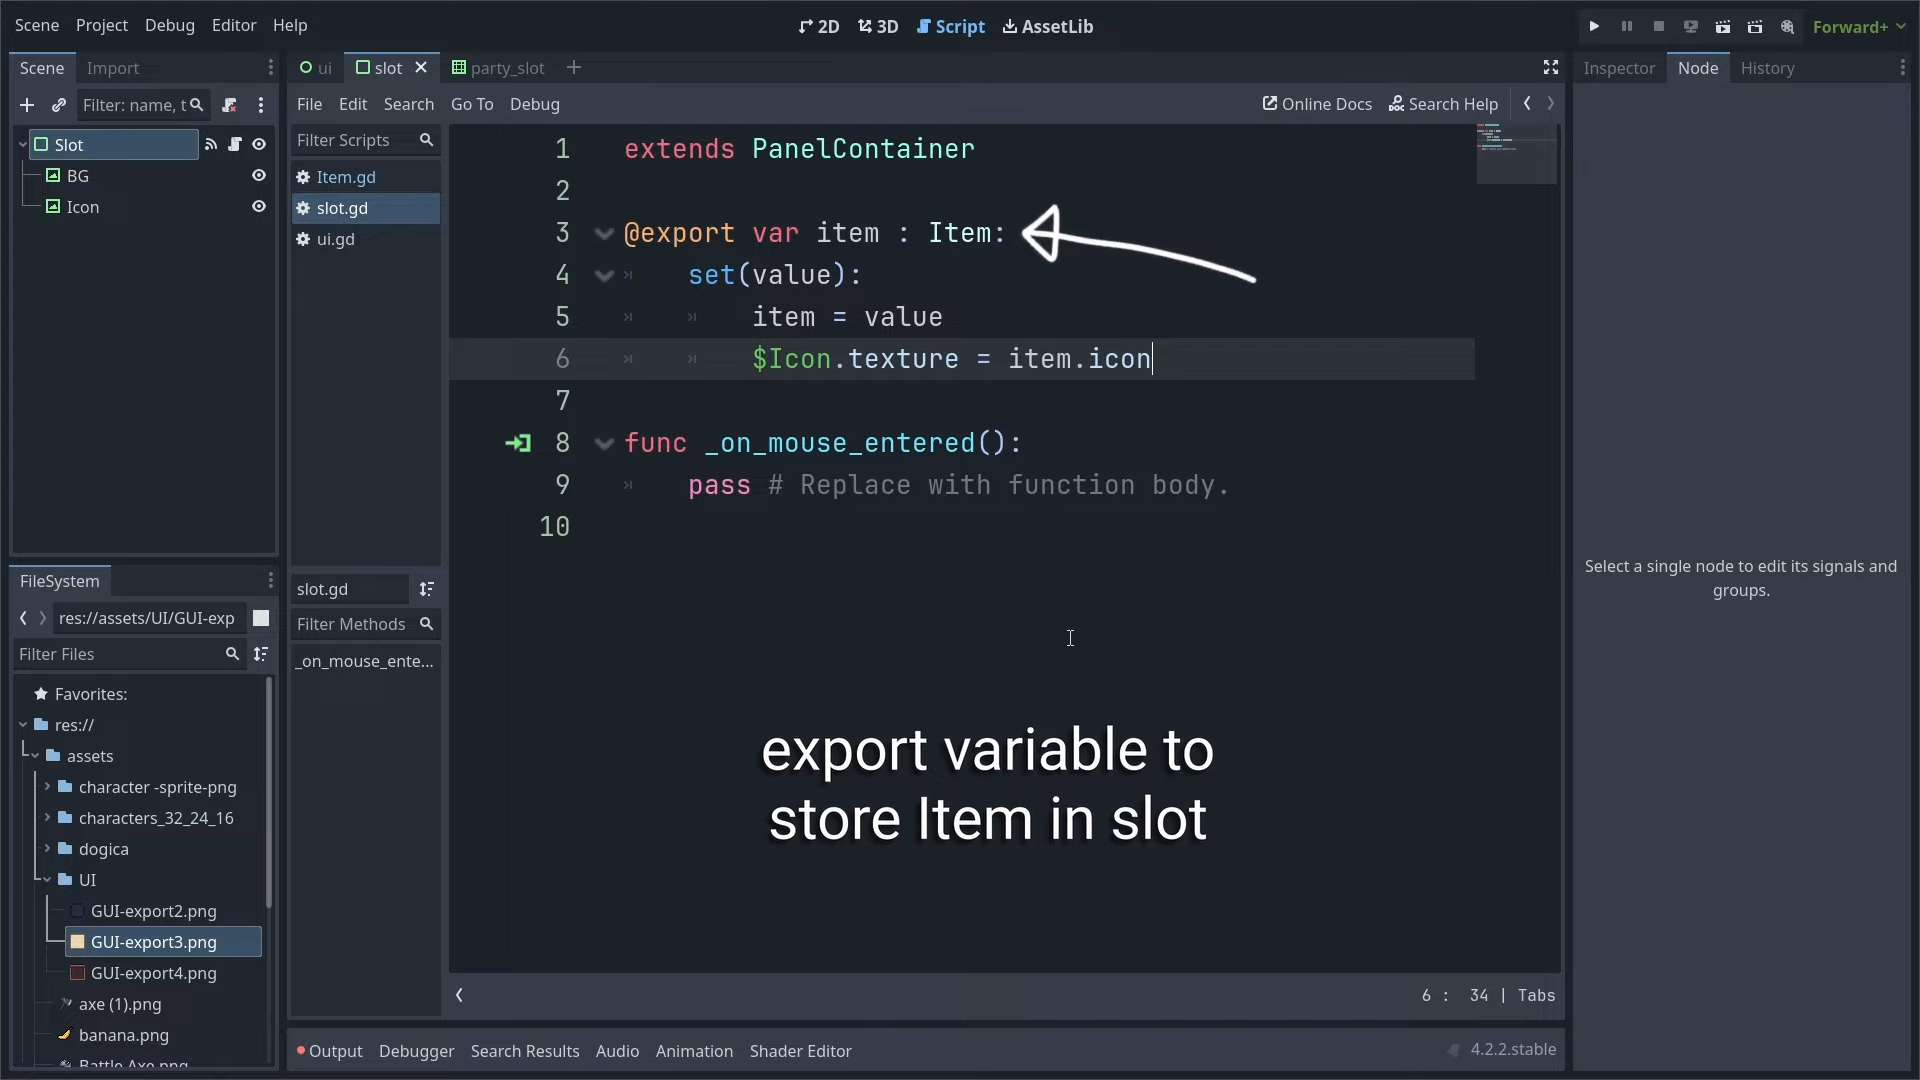 Scene Project Debug Editor Help
2D 3D Script AssetLib
Forward+
Scene Import
Filter: name, t
Slot
BG
Icon
FileSystem
res://assets/UI/GUI-exp
Filter Files
Favorites:
res://
assets
character -sprite-png
characters_32_24_16
dogica
UI
GUI-export2.png
GUI-export3.png
GUI-export4.png
axe (1).png
banana.png
Battle Axe.png
ui slot party_slot
File Edit Search Go To Debug
Online Docs Search Help
Filter Scripts
Item.gd
slot.gd
ui.gd
slot.gd
Filter Methods
_on_mouse_ente...
1 extends PanelContainer
2
3 @export var item : Item:
4 set(value):
5 item = value
6 $Icon.texture = item.icon
7
8 func _on_mouse_entered():
9 pass # Replace with function body.
10
export variable to
store Item in slot
6 : 34 | Tabs
Output Debugger Search Results Audio Animation Shader Editor
4.2.2.stable
Inspector Node History
Select a single node to edit its signals and
groups.